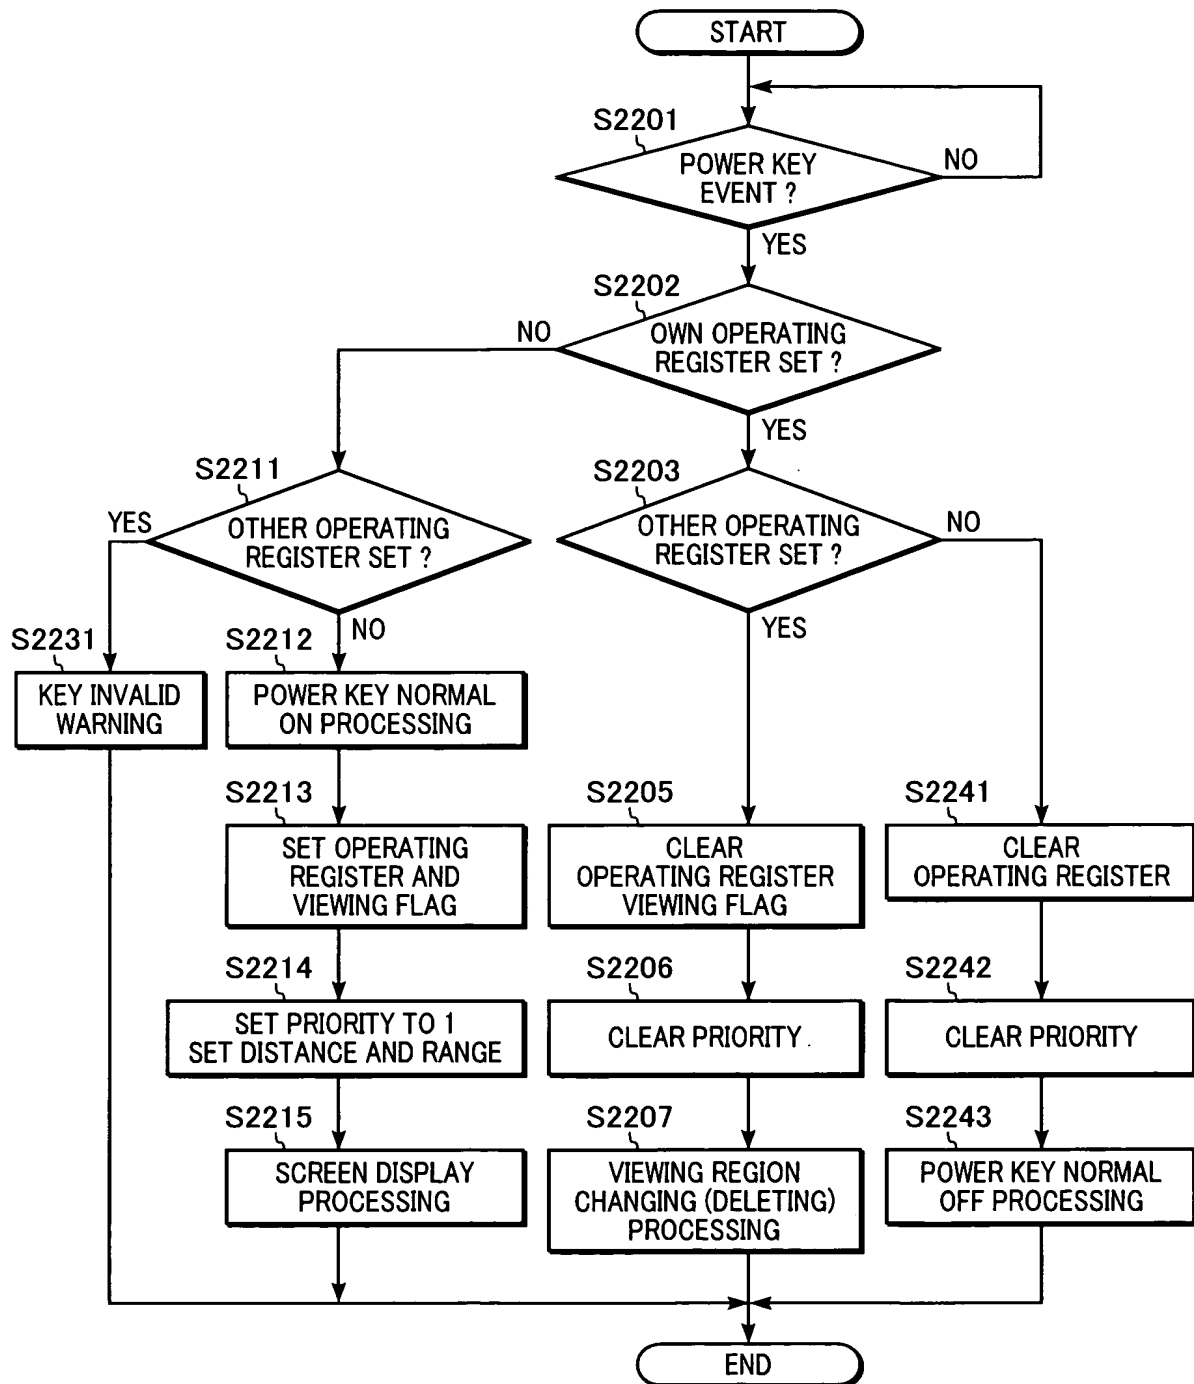 START
S2201
POWER KEY
EVENT ?
NO
YES
S2202
OWN OPERATING
REGISTER SET ?
NO
YES
S2211
OTHER OPERATING
REGISTER SET ?
YES
NO
S2203
OTHER OPERATING
REGISTER SET ?
NO
YES
S2231
KEY INVALID
WARNING
S2212
POWER KEY NORMAL
ON PROCESSING
S2213
SET OPERATING
REGISTER AND
VIEWING FLAG
S2205
CLEAR
OPERATING REGISTER
VIEWING FLAG
S2241
CLEAR
OPERATING REGISTER
S2214
SET PRIORITY TO 1
SET DISTANCE AND RANGE
S2206
CLEAR PRIORITY
S2242
CLEAR PRIORITY
S2215
SCREEN DISPLAY
PROCESSING
S2207
VIEWING REGION
CHANGING (DELETING)
PROCESSING
S2243
POWER KEY NORMAL
OFF PROCESSING
END